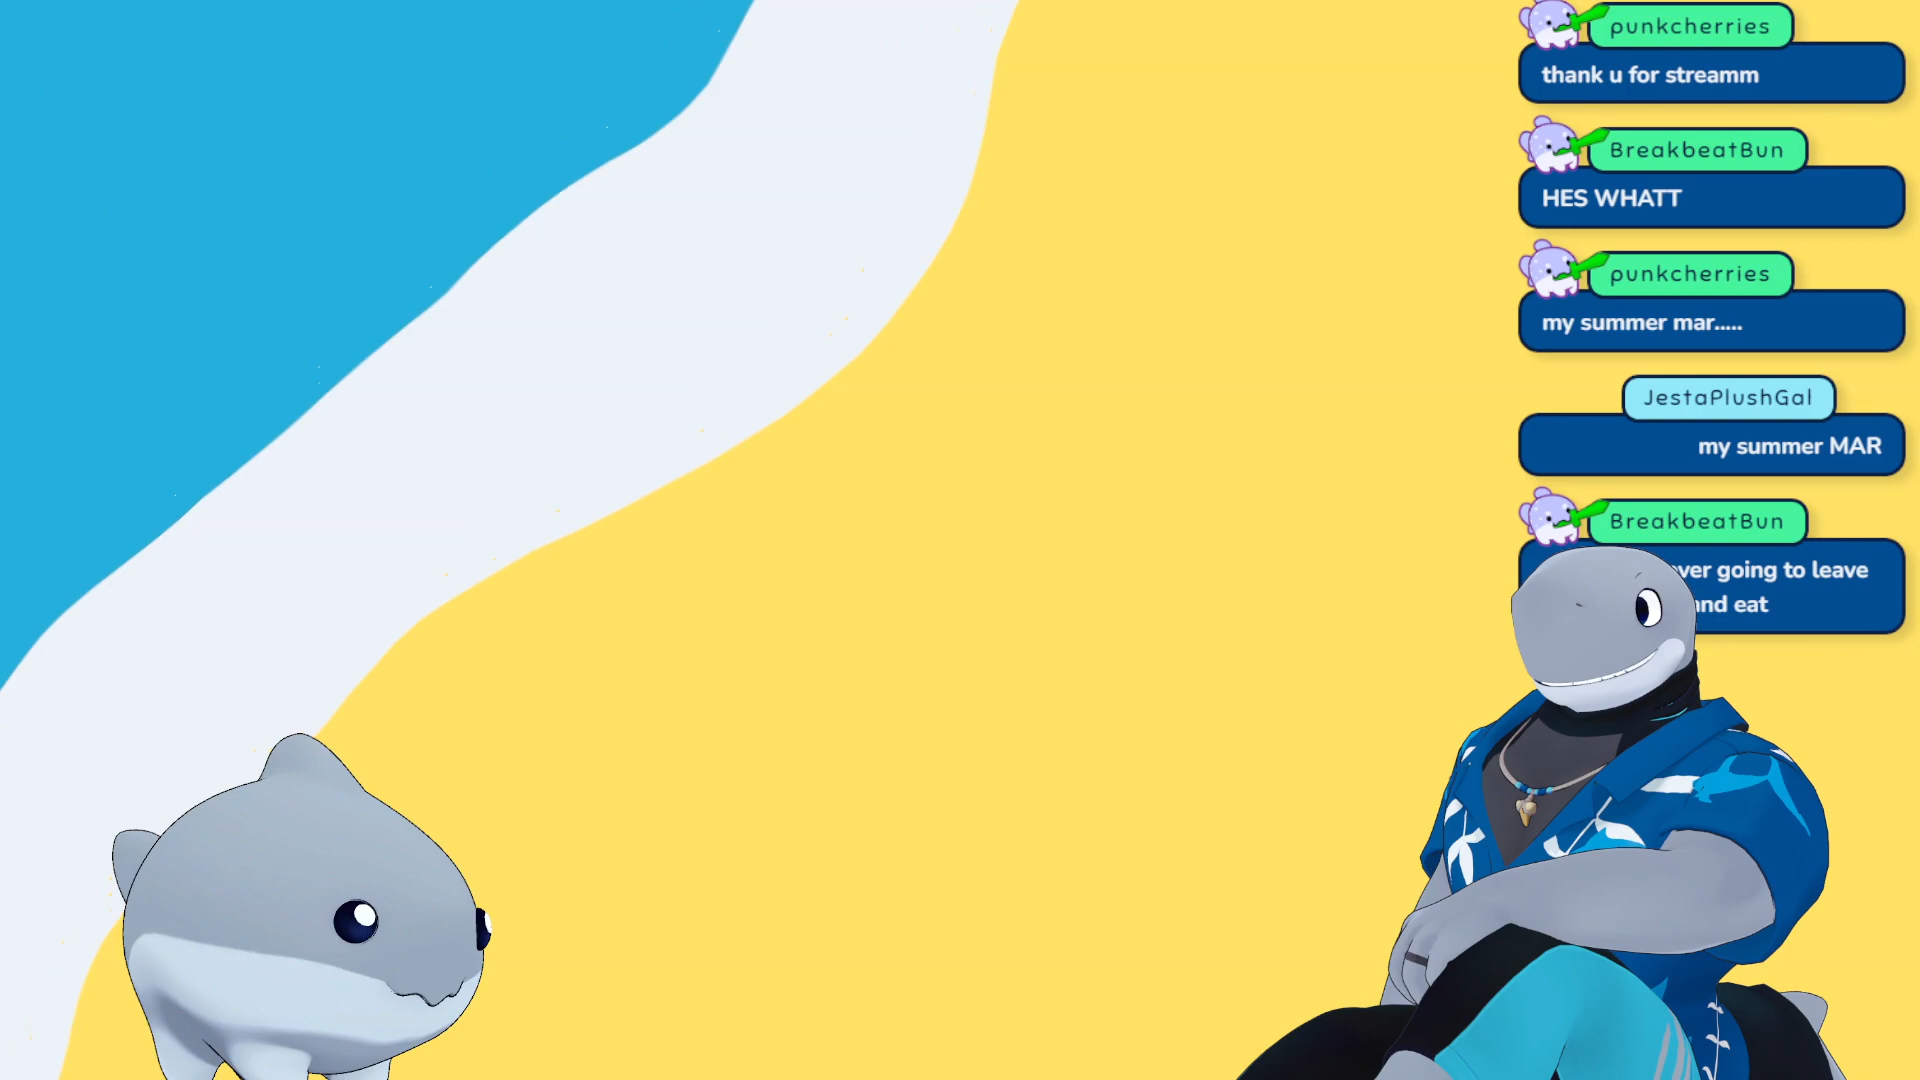 punkcherries
thank u for streamm
BreakbeatBun
HES WHATT
punkcherries
my summer mar.....
JestaPlushGal
my summer MAR
BreakbeatBun
going to leave
eat